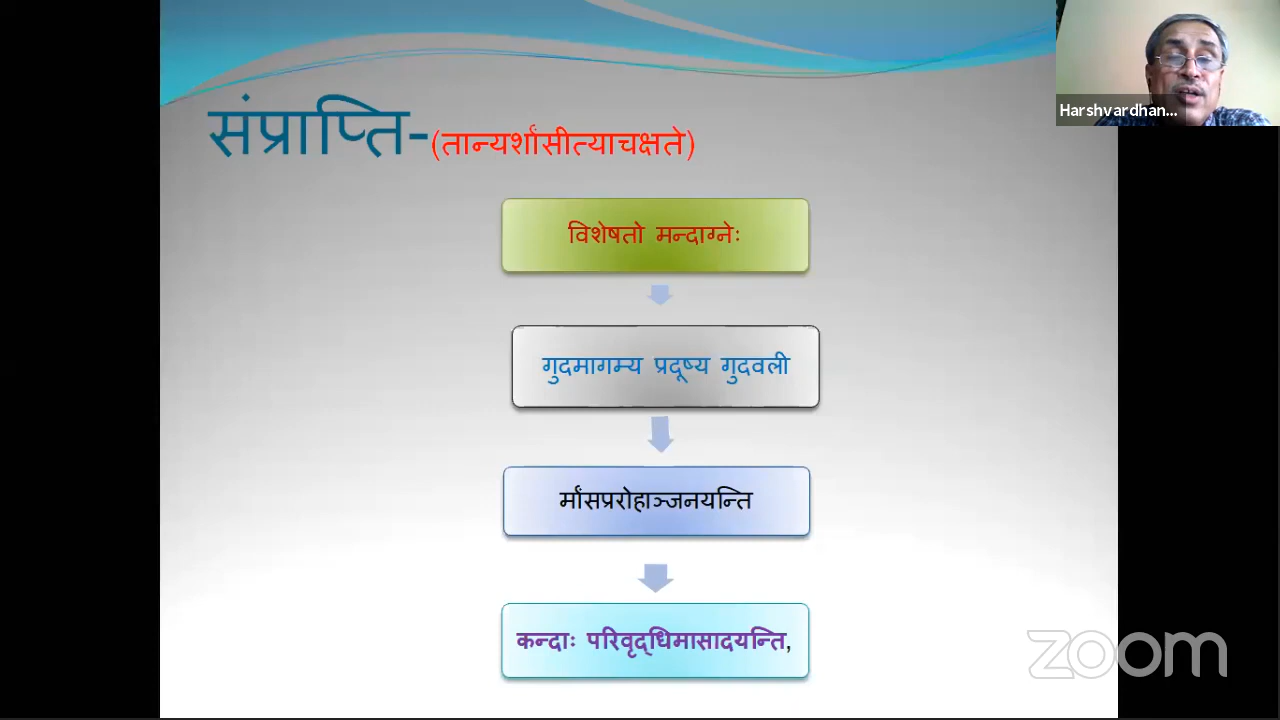 संप्राप्ति-(तान्यर्शांसीत्याचक्षते)
Harshvardhan...
विशेषतो मन्दाग्नेः
गुदमागम्य प्रदूष्य गुदवली
र्मांसप्ररोहाञ्जनयन्ति
कन्दाः परिवृद्धिमासादयन्ति,
zoom